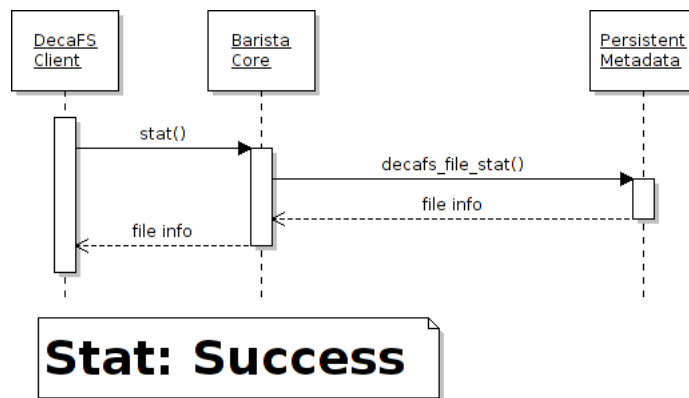 DecaFS
Client
Barista
Core
Persistent
Metadata
stat()
decafs_file_stat()
file info
file info
Stat: Success